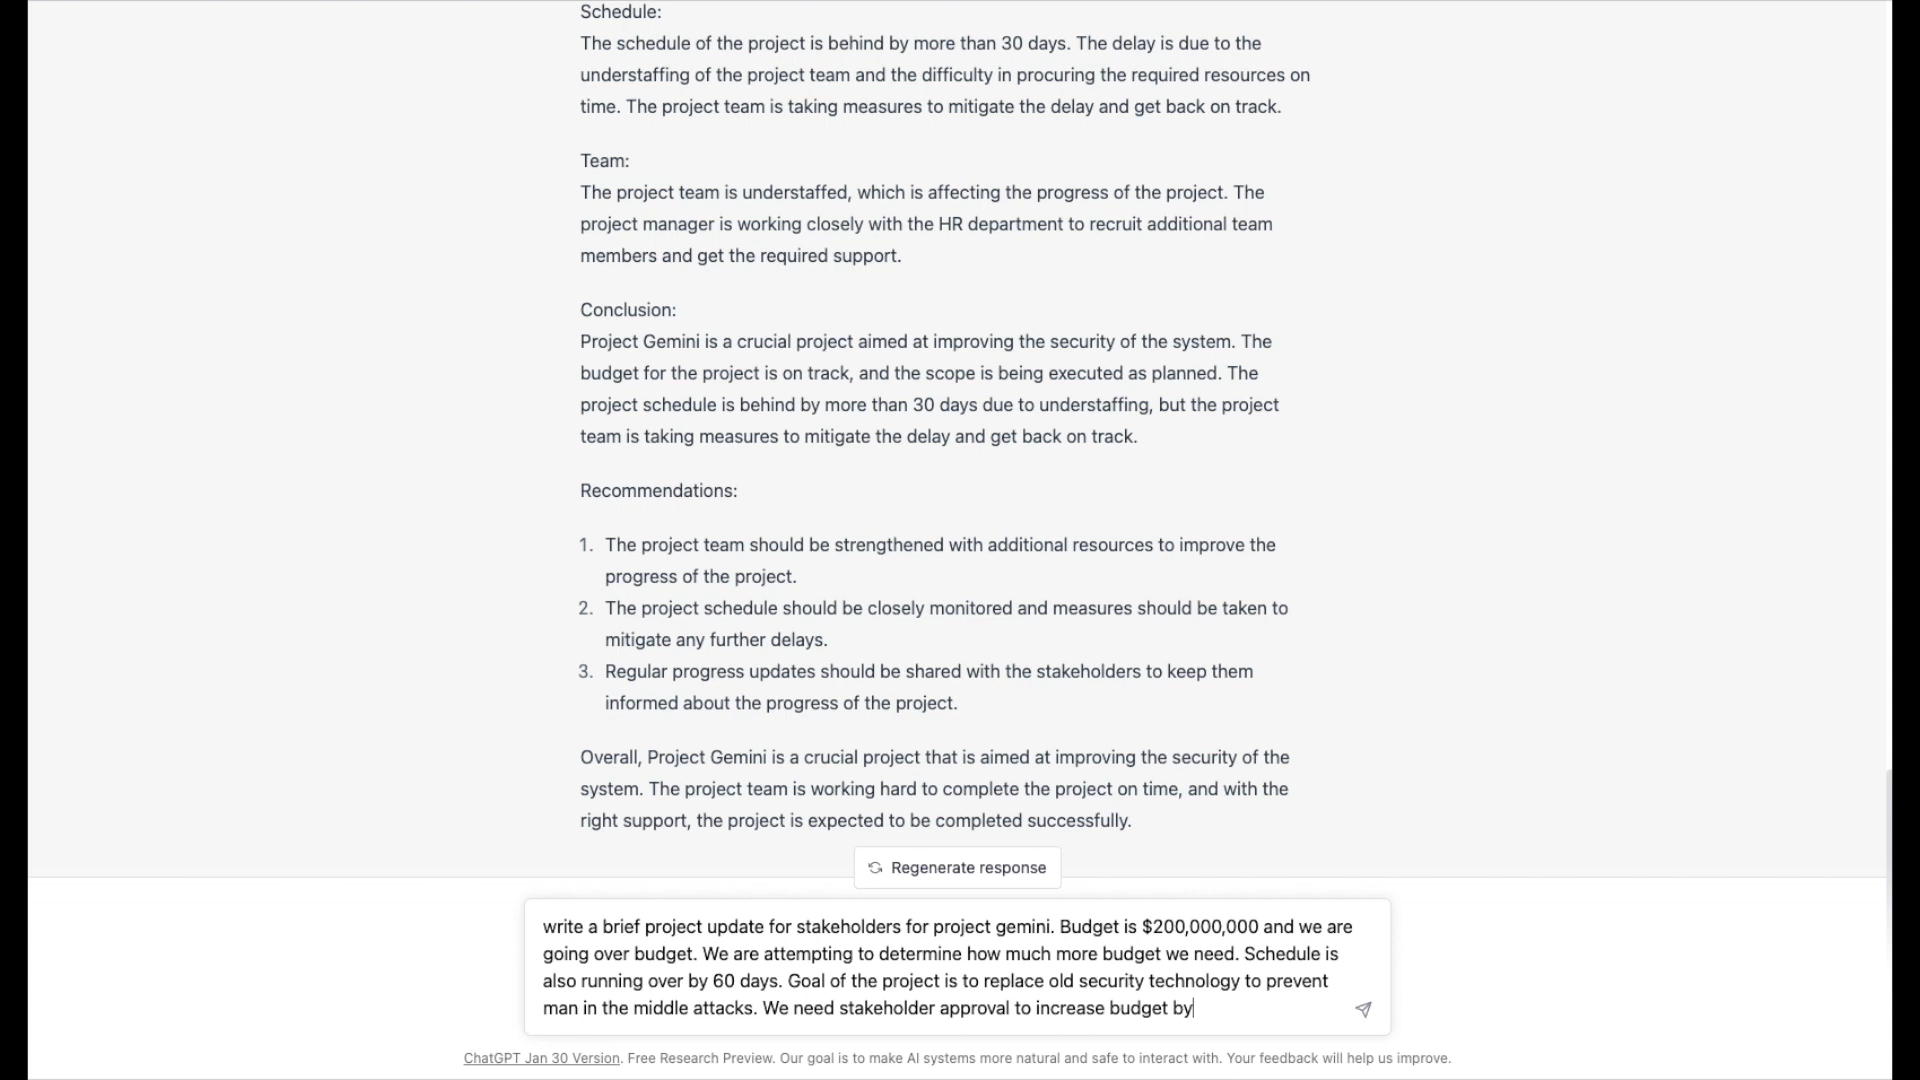 Schedule:
The schedule of the project is behind by more than 30 days. The delay is due to the
understaffing of the project team and the difficulty in procuring the required resources on
time. The project team is taking measures to mitigate the delay and get back on track.
Team:
The project team is understaffed, which is affecting the progress of the project. The
project manager is working closely with the HR department to recruit additional team
members and get the required support.
Conclusion:
Project Gemini is a crucial project aimed at improving the security of the system. The
budget for the project is on track, and the scope is being executed as planned. The
project schedule is behind by more than 30 days due to understaffing, but the project
team is taking measures to mitigate the delay and get back on track.
Recommendations:
1. The project team should be strengthened with additional resources to improve the
progress of the project.
2. The project schedule should be closely monitored and measures should be taken to
mitigate any further delays.
3. Regular progress updates should be shared with the stakeholders to keep them
informed about the progress of the project.
Overall, Project Gemini is a crucial project that is aimed at improving the security of the
system. The project team is working hard to complete the project on time, and with the
right support, the project is expected to be completed successfully.
Regenerate response
write a brief project update for stakeholders for project gemini. Budget is $200,000,000 and we are
going over budget. We are attempting to determine how much more budget we need. Schedule is
also running over by 60 days. Goal of the project is to replace old security technology to prevent
man in the middle attacks. We need stakeholder approval to increase budget by
ChatGPT Jan 30 Version. Free Research Preview. Our goal is to make AI systems more natural and safe to interact with. Your feedback will help us improve.